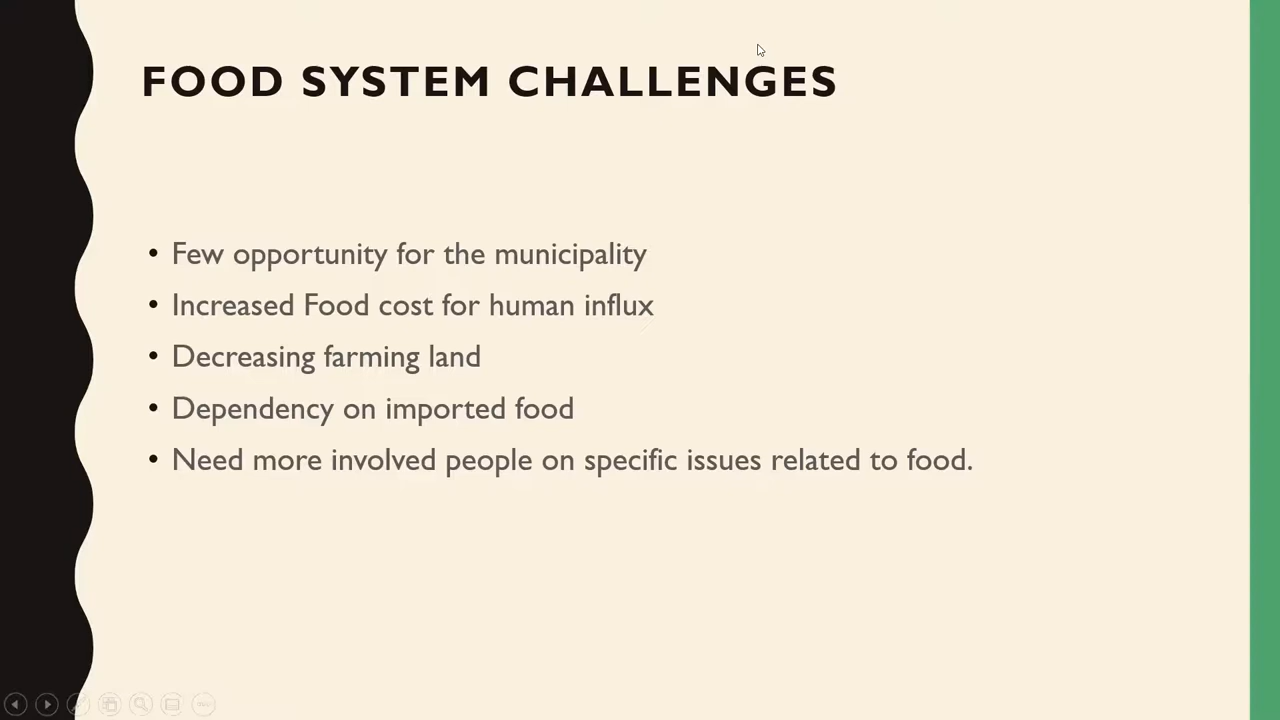 FOOD SYSTEM CHALLENGES
• Few opportunity for the municipality
• Increased Food cost for human influx
• Decreasing farming land
• Dependency on imported food
• Need more involved people on specific issues related to food.